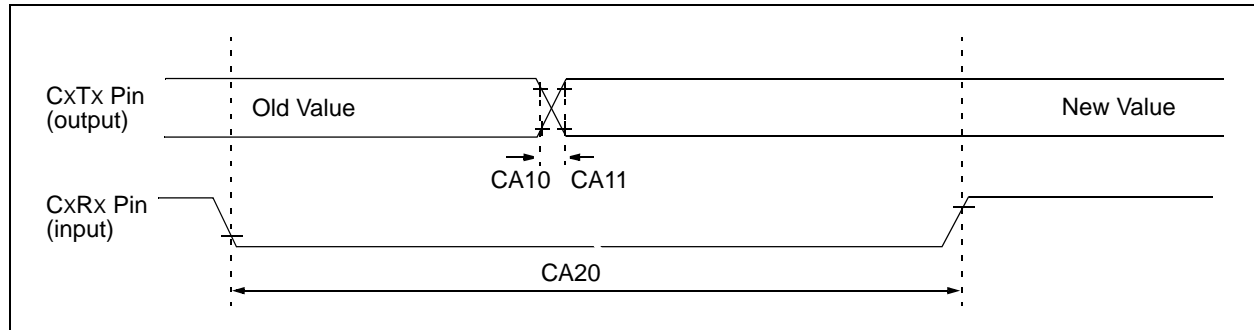 CxTx Pin
(output)
Old Value
New Value
CA10 CA11
CxRx Pin
(input)
CA20